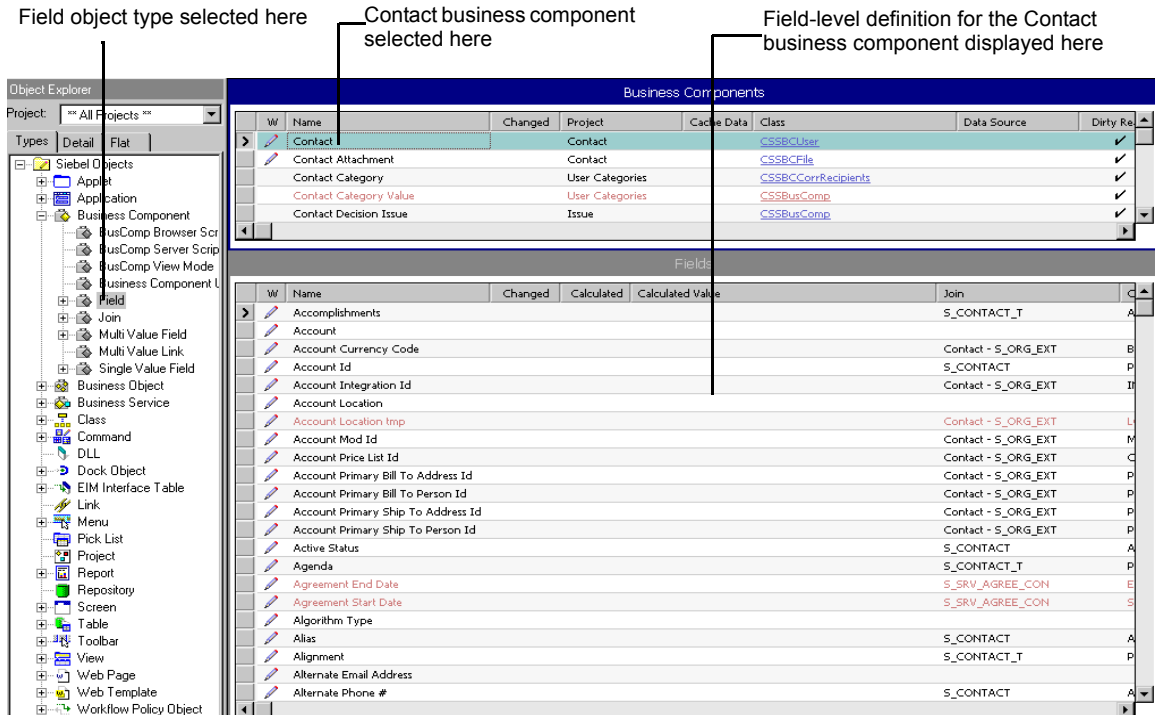 Field object type selected here
Contact business component
selected here
Field-level definition for the Contact
business component displayed here
Object Explorer
Project: ** All Projects **
Types Detail Flat
Siebel Objects
Applet
Application
Business Component
BusComp Browser Scr
BusComp Server Scrip
BusComp View Mode
Business Component U
Field
Join
Multi Value Field
Multi Value Link
Single Value Field
Business Object
Business Service
Class
Command
DLL
Dock Object
EIM Interface Table
Link
Menu
Pick List
Project
Report
Repository
Screen
Table
Toolbar
View
Web Page
Web Template
Workflow Policy Object
Business Components
W Name Changed Project Cache Data Class Data Source Dirty Re
Contact Contact CSSBCUser
Contact Attachment Contact CSSBCFile
Contact Category User Categories CSSBCCorrRecipients
Contact Category Value User Categories CSSBusComp
Contact Decision Issue Issue CSSBusComp
Fields
W Name Changed Calculated Calculated Value Join C
Accomplishments S_CONTACT_T A
Account
Account Currency Code Contact - S_ORG_EXT B
Account Id S_CONTACT P
Account Integration Id Contact - S_ORG_EXT
Account Location
Account Location tmp Contact - S_ORG_EXT
Account Mod Id Contact - S_ORG_EXT M
Account Price List Id Contact - S_ORG_EXT C
Account Primary Bill To Address Id Contact - S_ORG_EXT P
Account Primary Bill To Person Id Contact - S_ORG_EXT P
Account Primary Ship To Address Id Contact - S_ORG_EXT P
Account Primary Ship To Person Id Contact - S_ORG_EXT P
Active Status S_CONTACT A
Agenda S_CONTACT_T P
Agreement End Date S_SRV_AGREE_CON E
Agreement Start Date S_SRV_AGREE_CON S
Algorithm Type
Alias S_CONTACT A
Alignment S_CONTACT_T P
Alternate Email Address
Alternate Phone # S_CONTACT A